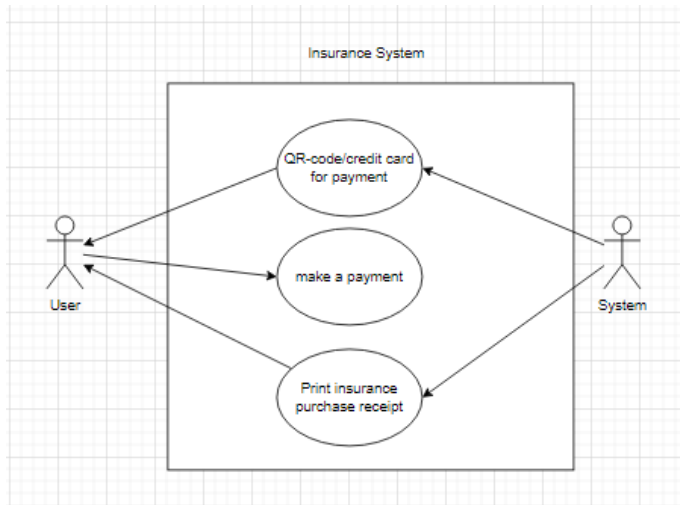 Insurance System
QR-code/credit card
for payment
make a payment
User
System
Print insurance
purchase receipt